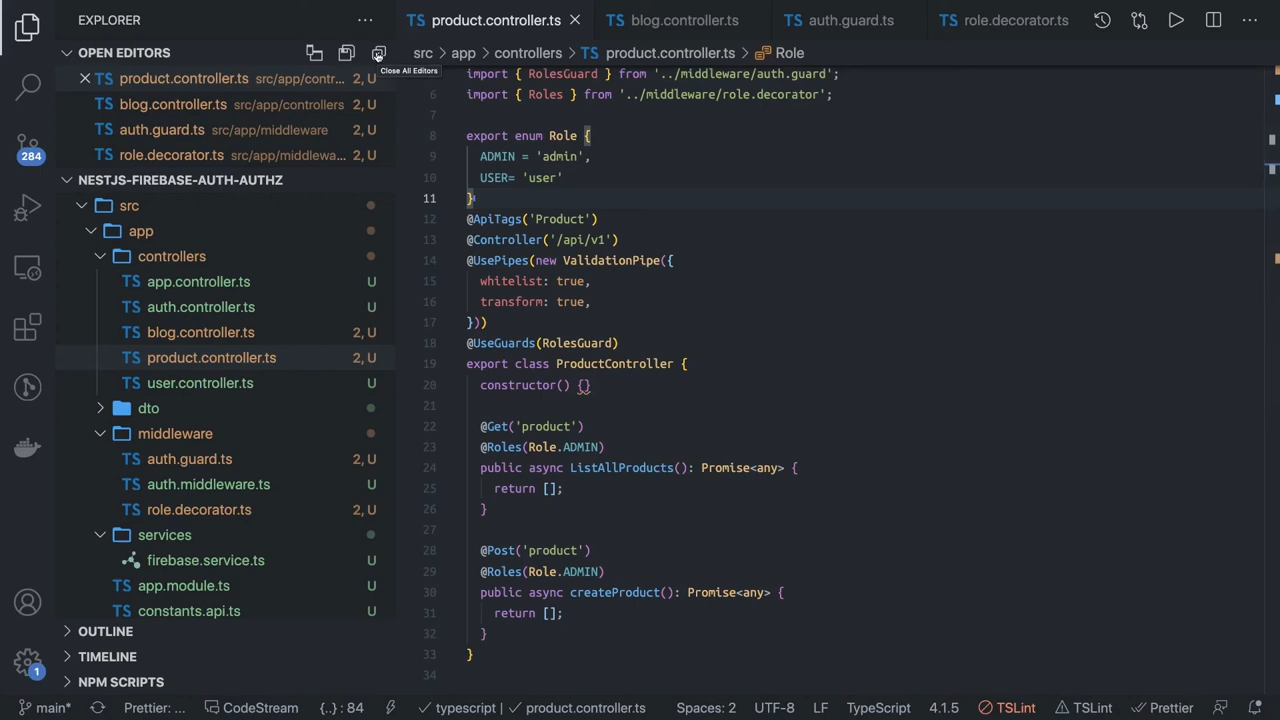 EXPLORER
OPEN EDITORS
Close All Editors
product.controller.ts src/app/contr... 2, U
blog.controller.ts src/app/controllers 2, U
auth.guard.ts src/app/middleware 2, U
role.decorator.ts src/app/middlewa... 2, U
284
NESTJS-FIREBASE-AUTH-AUTHZ
src
app
controllers
TS app.controller.ts U
TS auth.controller.ts U
TS blog.controller.ts 2, U
TS product.controller.ts 2, U
TS user.controller.ts U
dto
middleware
TS auth.guard.ts 2, U
TS auth.middleware.ts U
TS role.decorator.ts 2, U
services
firebase.service.ts U
TS app.module.ts U
TS constants.api.ts U
OUTLINE
TIMELINE
NPM SCRIPTS
1
TS product.controller.ts
TS blog.controller.ts
TS auth.guard.ts
TS role.decorator.ts
src > app > controllers > TS product.controller.ts > Role
import { RolesGuard } from '../middleware/auth.guard';
6 import { Roles } from '../middleware/role.decorator';
7
8 export enum Role {
9 ADMIN = 'admin',
10 USER= 'user'
11 }
12 @ApiTags('Product')
13 @Controller('/api/v1')
14 @UsePipes(new ValidationPipe({
15 whitelist: true,
16 transform: true,
17 }))
18 @UseGuards(RolesGuard)
19 export class ProductController {
20 constructor() {}
21
22 @Get('product')
23 @Roles(Role.ADMIN)
24 public async ListAllProducts(): Promise<any> {
25 return [];
26 }
27
28 @Post('product')
29 @Roles(Role.ADMIN)
30 public async createProduct(): Promise<any> {
31 return [];
32 }
33 }
34
main* Prettier: ... CodeStream {..} : 84 typescript | product.controller.ts Spaces: 2 UTF-8 LF TypeScript 4.1.5 TSLint TSLint Prettier